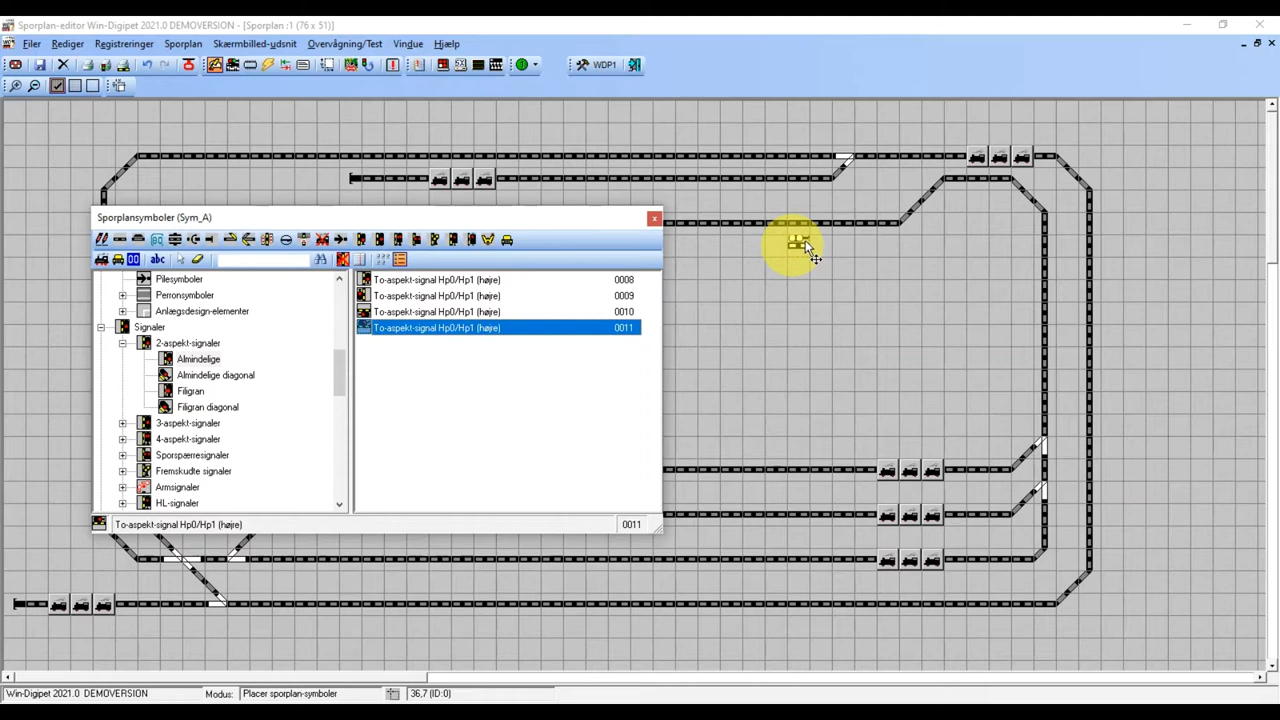 Sporplan-editor Win-Digipet 2021.0 DEMOVERSION - [Sporplan :1 (76 x 51)]
Filer Rediger Registreringer Sporplan Skærmbilled-udsnit Overvågning/Test Vindue Hjælp
WDP1
Sporplansymboler (Sym_A)
abc
Pilesymboler
Perronsymboler
Anlægsdesign-elementer
Signaler
2-aspekt-signaler
Almindelige
Almindelige diagonal
Filigran
Filigran diagonal
3-aspekt-signaler
4-aspekt-signaler
Sporspærresignaler
Fremskudte signaler
Armsignaler
HL-signaler
To-aspekt-signal Hp0/Hp1 (højre) 0008
To-aspekt-signal Hp0/Hp1 (højre) 0009
To-aspekt-signal Hp0/Hp1 (højre) 0010
To-aspekt-signal Hp0/Hp1 (højre) 0011
To-aspekt-signal Hp0/Hp1 (højre) 0011
Win-Digipet 2021.0 DEMOVERSION Modus: Placer sporplan-symboler 36,7 (ID:0)